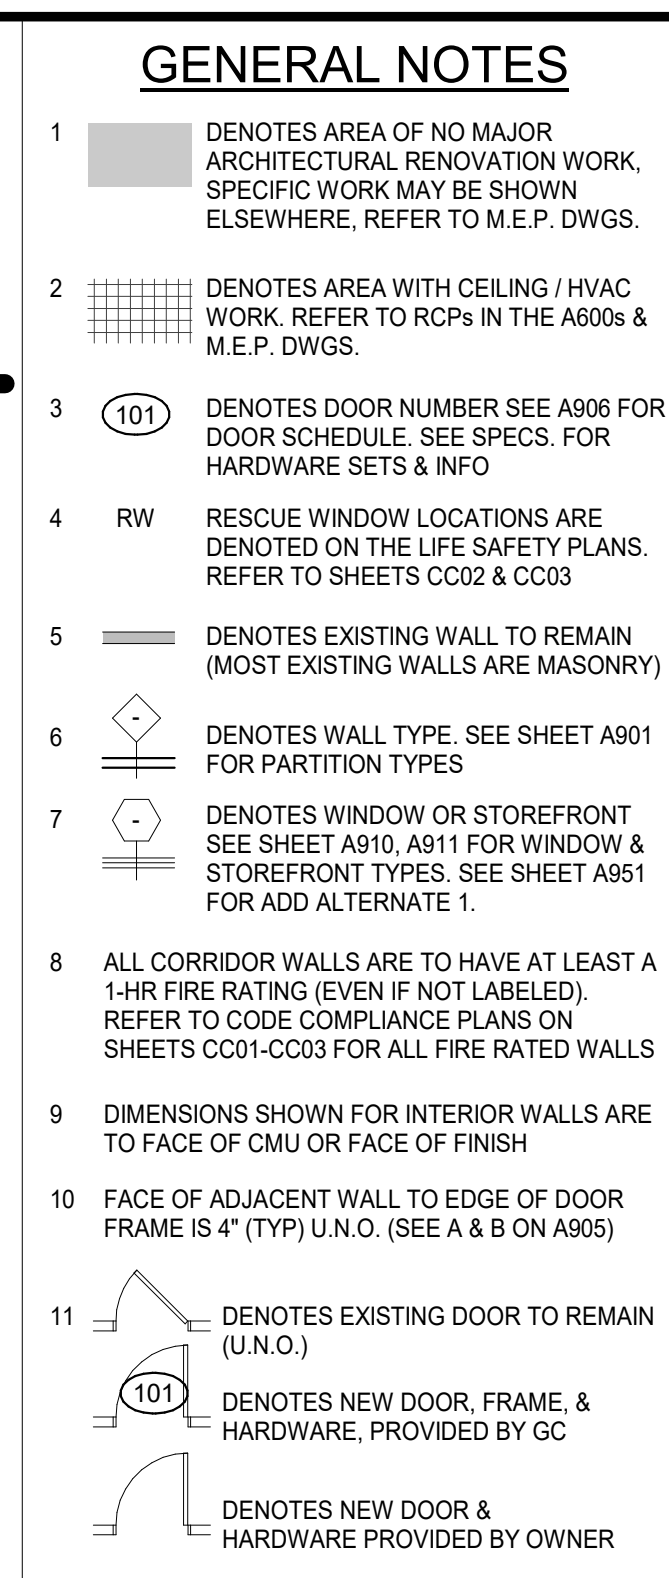 GENERAL NOTES
1 DENOTES AREA OF NO MAJOR
ARCHITECTURAL RENOVATION WORK,
SPECIFIC WORK MAY BE SHOWN
ELSEWHERE, REFER TO M.E.P. DWGS.
2 DENOTES AREA WITH CEILING / HVAC
WORK. REFER TO RCPs IN THE A600s &
M.E.P. DWGS.
3 101 DENOTES DOOR NUMBER SEE A906 FOR
DOOR SCHEDULE. SEE SPECS. FOR
HARDWARE SETS & INFO
4 RW RESCUE WINDOW LOCATIONS ARE
DENOTED ON THE LIFE SAFETY PLANS.
REFER TO SHEETS CC02 & CC03
5 DENOTES EXISTING WALL TO REMAIN
(MOST EXISTING WALLS ARE MASONRY)
-
6 DENOTES WALL TYPE. SEE SHEET A901
FOR PARTITION TYPES
7 - DENOTES WINDOW OR STOREFRONT
SEE SHEET A910, A911 FOR WINDOW &
STOREFRONT TYPES. SEE SHEET A951
FOR ADD ALTERNATE 1.
8 ALL CORRIDOR WALLS ARE TO HAVE AT LEAST A
1-HR FIRE RATING (EVEN IF NOT LABELED).
REFER TO CODE COMPLIANCE PLANS ON
SHEETS CC01-CC03 FOR ALL FIRE RATED WALLS
9 DIMENSIONS SHOWN FOR INTERIOR WALLS ARE
TO FACE OF CMU OR FACE OF FINISH
10 FACE OF ADJACENT WALL TO EDGE OF DOOR
FRAME IS 4" (TYP) U.N.O. (SEE A & B ON A905)
11 DENOTES EXISTING DOOR TO REMAIN
(U.N.O.)
101 DENOTES NEW DOOR, FRAME, &
HARDWARE, PROVIDED BY GC
DENOTES NEW DOOR &
HARDWARE PROVIDED BY OWNER